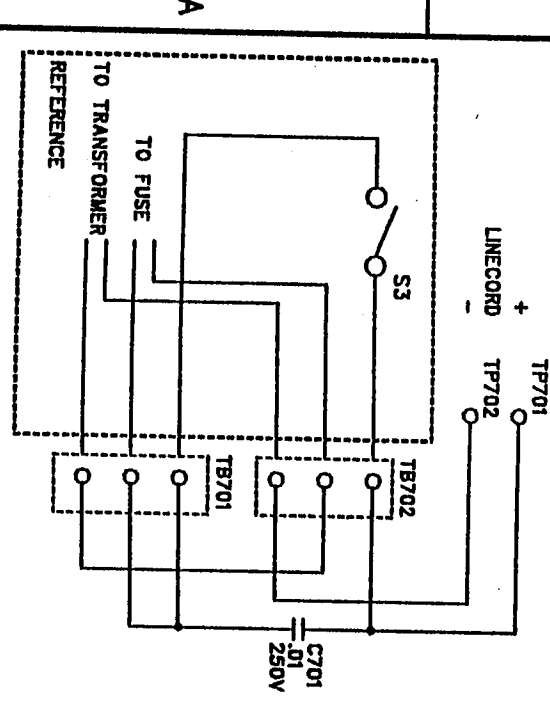 A
TP701
+
LINECORD
-
TP702
S3
TO FUSE
TO TRANSFORMER
REFERENCE
TB702
TB701
C701
.01
250V